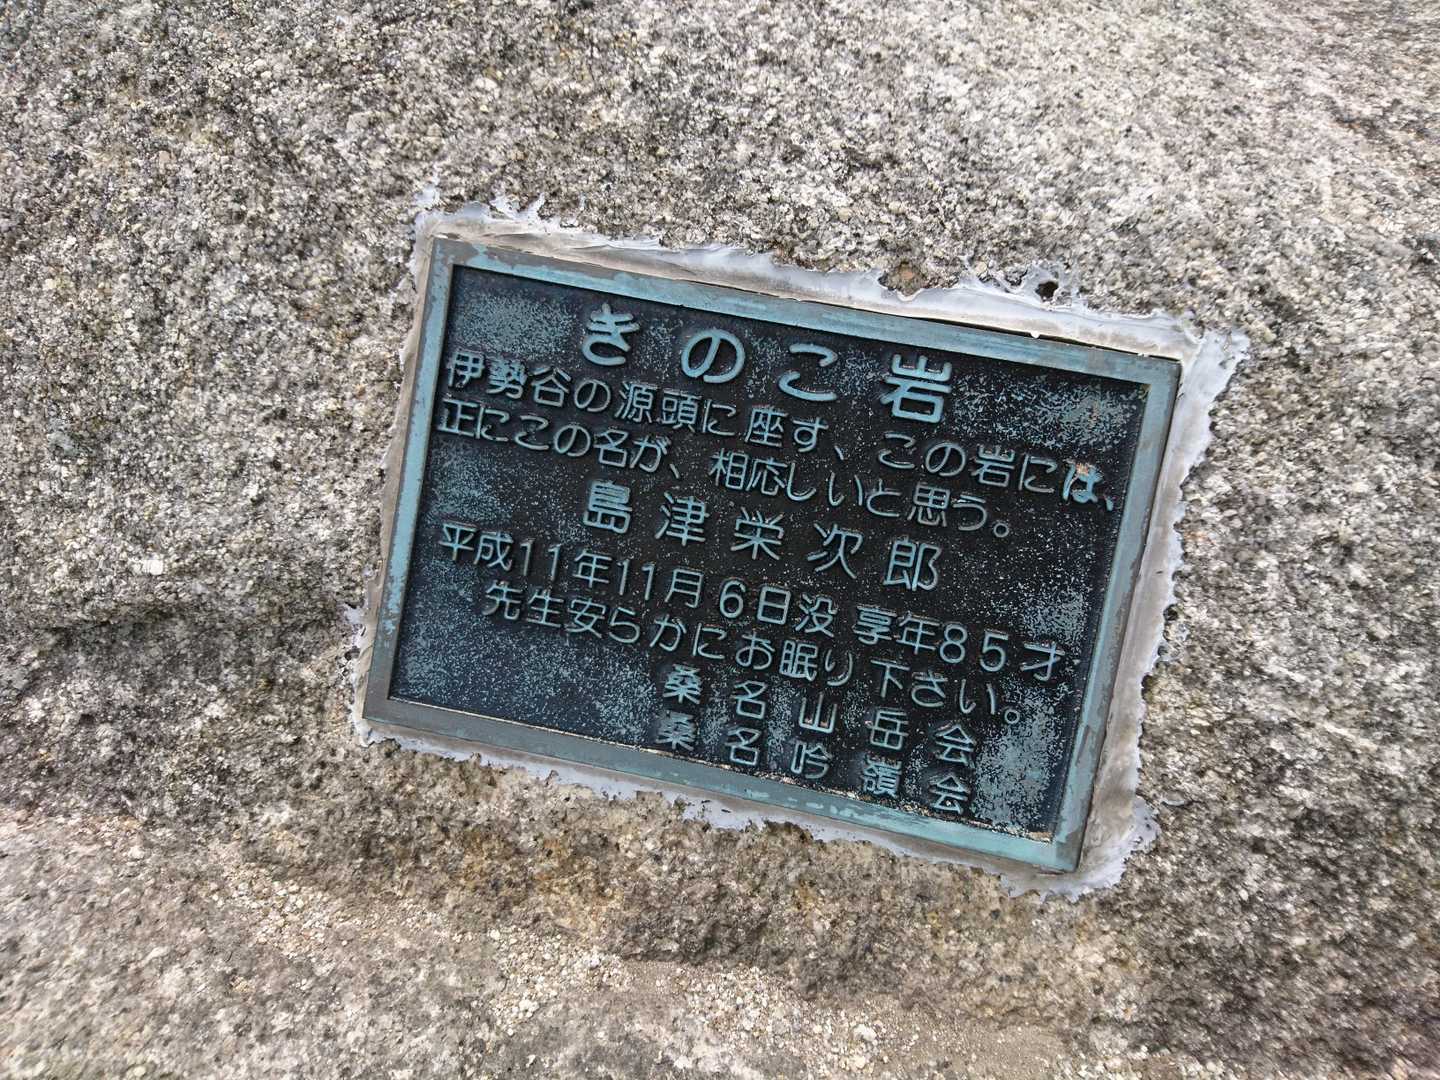 きのこ岩
伊勢谷の源頭に座す、この岩には、
正にこの名が、相応しいと思う。
島津栄次郎
平成11年11月6日没 享年85才
先生安らかにお眠り下さい。
桑名山岳会
桑名吟嶺会